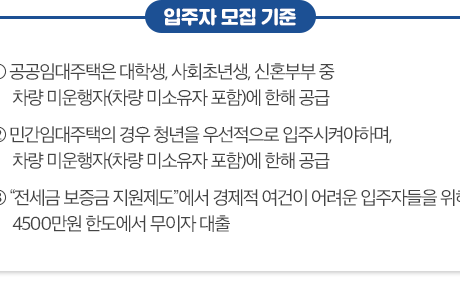 입주자 모집 기준
① 공공임대주택은 대학생, 사회초년생, 신혼부부 중
차량 미운행자(차량 미소유자 포함)에 한해 공급
② 민간임대주택의 경우 청년을 우선적으로 입주시켜야하며,
차량 미운행자(차량 미소유자 포함)에 한해 공급
③ “전세금 보증금 지원제도”에서 경제적 여건이 어려운 입주자들을
4500만원 한도에서 무이자 대출